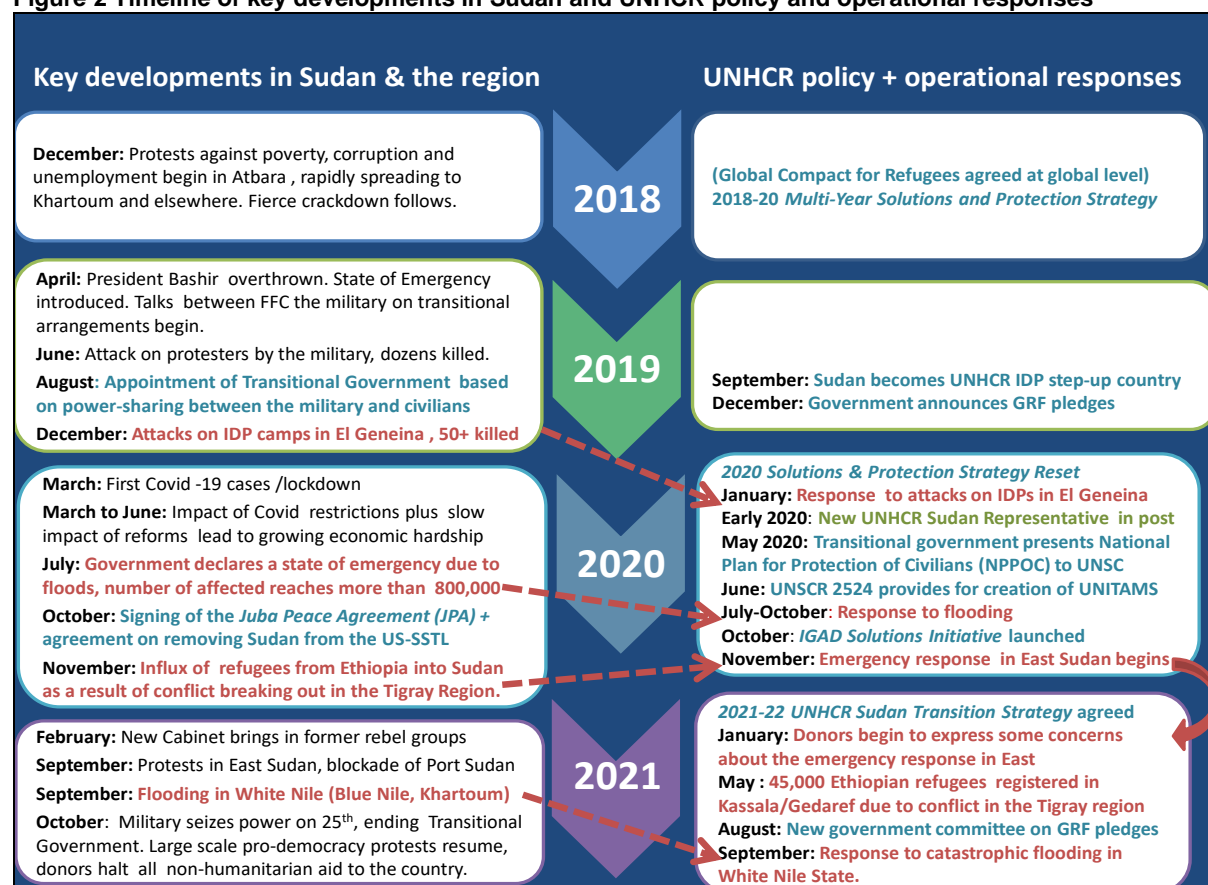 Figure 2 Timeline of key developments in Sudan and UNHCR policy and operational responses
Key developments in Sudan & the region
UNHCR policy + operational responses
December: Protests against poverty, corruption and
unemployment begin in Atbara , rapidly spreading to
Khartoum and elsewhere. Fierce crackdown follows.
2018
(Global Compact for Refugees agreed at global level)
2018-20 Multi-Year Solutions and Protection Strategy
April: President Bashir overthrown. State of Emergency
introduced. Talks between FFC the military on transitional
arrangements begin.
June: Attack on protesters by the military, dozens killed.
August: Appointment of Transitional Government based
on power-sharing between the military and civilians
December: Attacks on IDP camps in El Geneina , 50+ killed
2019
September: Sudan becomes UNHCR IDP step-up country
December: Government announces GRF pledges
March: First Covid -19 cases /lockdown
March to June: Impact of Covid restrictions plus slow
impact of reforms lead to growing economic hardship
July: Government declares a state of emergency due to
floods, number of affected reaches more than 800,000
October: Signing of the Juba Peace Agreement (JPA) +
agreement on removing Sudan from the US-SSTL
November: Influx of refugees from Ethiopia into Sudan
as a result of conflict breaking out in the Tigray Region.
2020
2020 Solutions & Protection Strategy Reset
January: Response to attacks on IDPs in El Geneina
Early 2020: New UNHCR Sudan Representative in post
May 2020: Transitional government presents National
Plan for Protection of Civilians (NPPOC) to UNSC
June: UNSCR 2524 provides for creation of UNITAMS
July-October: Response to flooding
October: IGAD Solutions Initiative launched
November: Emergency response in East Sudan begins
February: New Cabinet brings in former rebel groups
September: Protests in East Sudan, blockade of Port Sudan
September: Flooding in White Nile (Blue Nile, Khartoum)
October: Military seizes power on 25th, ending Transitional
Government. Large scale pro-democracy protests resume,
donors halt all non-humanitarian aid to the country.
2021
2021-22 UNHCR Sudan Transition Strategy agreed
January: Donors begin to express some concerns
about the emergency response in East
May : 45,000 Ethiopian refugees registered in
Kassala/Gedaref due to conflict in the Tigray region
August: New government committee on GRF pledges
September: Response to catastrophic flooding in
White Nile State.